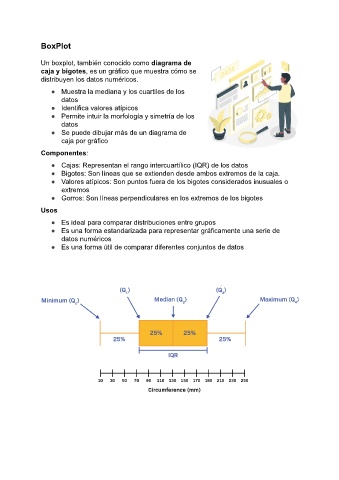 BoxPlot
Un boxplot, también conocido como diagrama de
caja y bigotes, es un gráfico que muestra cómo se
distribuyen los datos numéricos.
● Muestra la mediana y los cuartiles de los
datos
● Identifica valores atípicos
● Permite intuir la morfología y simetría de los
datos
● Se puede dibujar más de un diagrama de
caja por gráfico
Componentes:
● Cajas: Representan el rango intercuartílico (IQR) de los datos
● Bigotes: Son líneas que se extienden desde ambos extremos de la caja.
● Valores atípicos: Son puntos fuera de los bigotes considerados inusuales o
extremos
● Gorros: Son líneas perpendiculares en los extremos de los bigotes
Usos
● Es ideal para comparar distribuciones entre grupos
● Es una forma estandarizada para representar gráficamente una serie de
datos numéricos
● Es una forma útil de comparar diferentes conjuntos de datos
(Q₁) (Q₃)
Minimum (Q₀) Median (Q₂) Maximum (Q₄)
25% 25%
25% 25%
IQR
10 30 50 70 90 110 130 150 170 190 210 230 250
Circumference (mm)